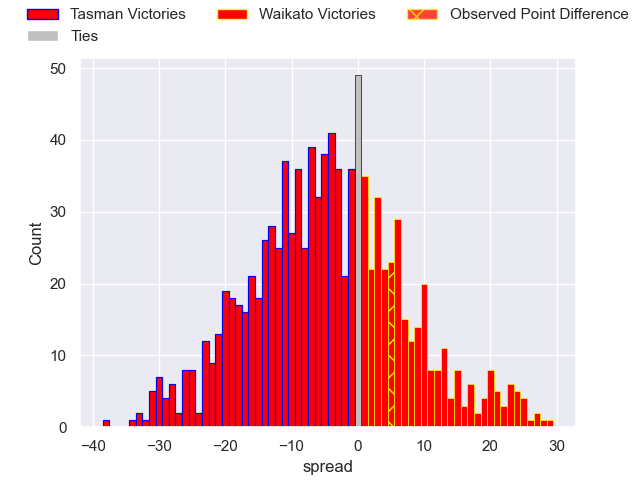 Tasman Victories
Waikato Victories
Observed Point Difference
Ties
50
40
30
20
10
0
Count
−40
−30
−20
−10
0
10
20
30
spread